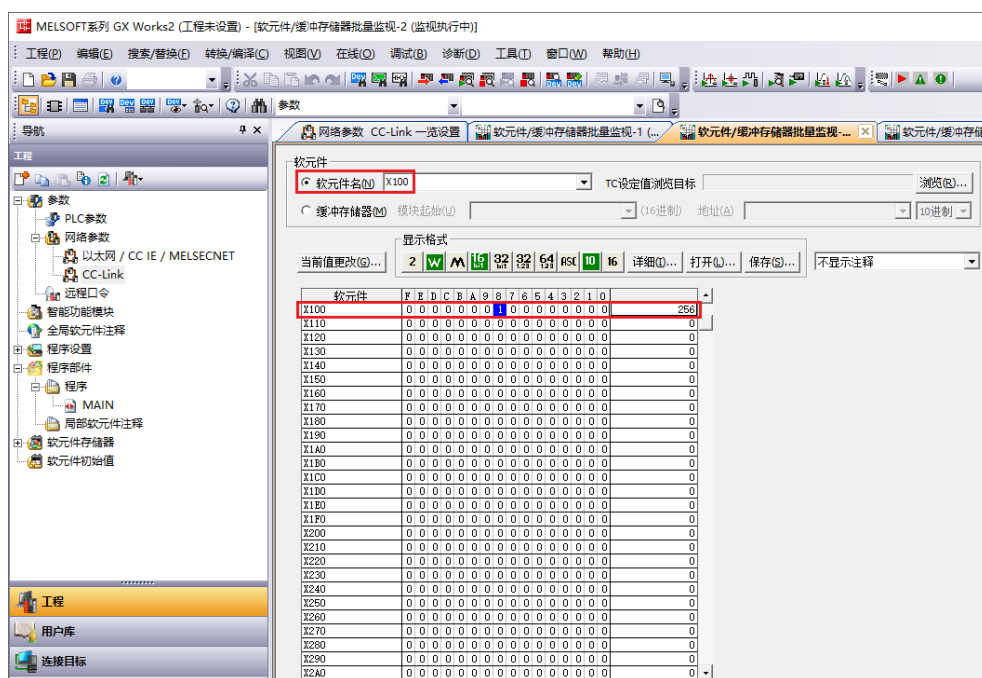 MELSOFT系列 GX Works2 (工程未设置) - [软元件/缓冲存储器批量监视-2 (监视执行中)]
工程(P) 编辑(E) 搜索/替换(F) 转换/编译(C) 视图(V) 在线(O) 调试(B) 诊断(D) 工具(T) 窗口(W) 帮助(H)
参数
导航
网络参数 CC-Link 一览设置
软元件/缓冲存储器批量监视-1 (...
软元件/缓冲存储器批量监视-...
软元件/缓冲存储
工程
参数
PLC参数
网络参数
以太网 / CC IE / MELSECNET
CC-Link
远程口令
智能功能模块
全局软元件注释
程序设置
程序部件
程序
MAIN
局部软元件注释
软元件存储器
软元件初始值
工程
用户库
连接目标
软元件
软元件名(N) X100 TC设定值浏览目标 浏览(R)...
缓冲存储器(M) 模块起始(U) (16进制) 地址(A) 10进制
显示格式
当前值更改(G)... 2 W M 16 bit 32 bit 32 1.23 64 1.23 ASC 10 16 详细(I)... 打开(L)... 保存(S)... 不显示注释
软元件 F E D C B A 9 8 7 6 5 4 3 2 1 0
X100 0 0 0 0 0 0 0 1 0 0 0 0 0 0 0 0 256
X110 0 0 0 0 0 0 0 0 0 0 0 0 0 0 0 0 0
X120 0 0 0 0 0 0 0 0 0 0 0 0 0 0 0 0 0
X130 0 0 0 0 0 0 0 0 0 0 0 0 0 0 0 0 0
X140 0 0 0 0 0 0 0 0 0 0 0 0 0 0 0 0 0
X150 0 0 0 0 0 0 0 0 0 0 0 0 0 0 0 0 0
X160 0 0 0 0 0 0 0 0 0 0 0 0 0 0 0 0 0
X170 0 0 0 0 0 0 0 0 0 0 0 0 0 0 0 0 0
X180 0 0 0 0 0 0 0 0 0 0 0 0 0 0 0 0 0
X190 0 0 0 0 0 0 0 0 0 0 0 0 0 0 0 0 0
X1A0 0 0 0 0 0 0 0 0 0 0 0 0 0 0 0 0 0
X1B0 0 0 0 0 0 0 0 0 0 0 0 0 0 0 0 0 0
X1C0 0 0 0 0 0 0 0 0 0 0 0 0 0 0 0 0 0
X1D0 0 0 0 0 0 0 0 0 0 0 0 0 0 0 0 0 0
X1E0 0 0 0 0 0 0 0 0 0 0 0 0 0 0 0 0 0
X1F0 0 0 0 0 0 0 0 0 0 0 0 0 0 0 0 0 0
X200 0 0 0 0 0 0 0 0 0 0 0 0 0 0 0 0 0
X210 0 0 0 0 0 0 0 0 0 0 0 0 0 0 0 0 0
X220 0 0 0 0 0 0 0 0 0 0 0 0 0 0 0 0 0
X230 0 0 0 0 0 0 0 0 0 0 0 0 0 0 0 0 0
X240 0 0 0 0 0 0 0 0 0 0 0 0 0 0 0 0 0
X250 0 0 0 0 0 0 0 0 0 0 0 0 0 0 0 0 0
X260 0 0 0 0 0 0 0 0 0 0 0 0 0 0 0 0 0
X270 0 0 0 0 0 0 0 0 0 0 0 0 0 0 0 0 0
X280 0 0 0 0 0 0 0 0 0 0 0 0 0 0 0 0 0
X290 0 0 0 0 0 0 0 0 0 0 0 0 0 0 0 0 0
X2A0 0 0 0 0 0 0 0 0 0 0 0 0 0 0 0 0 0